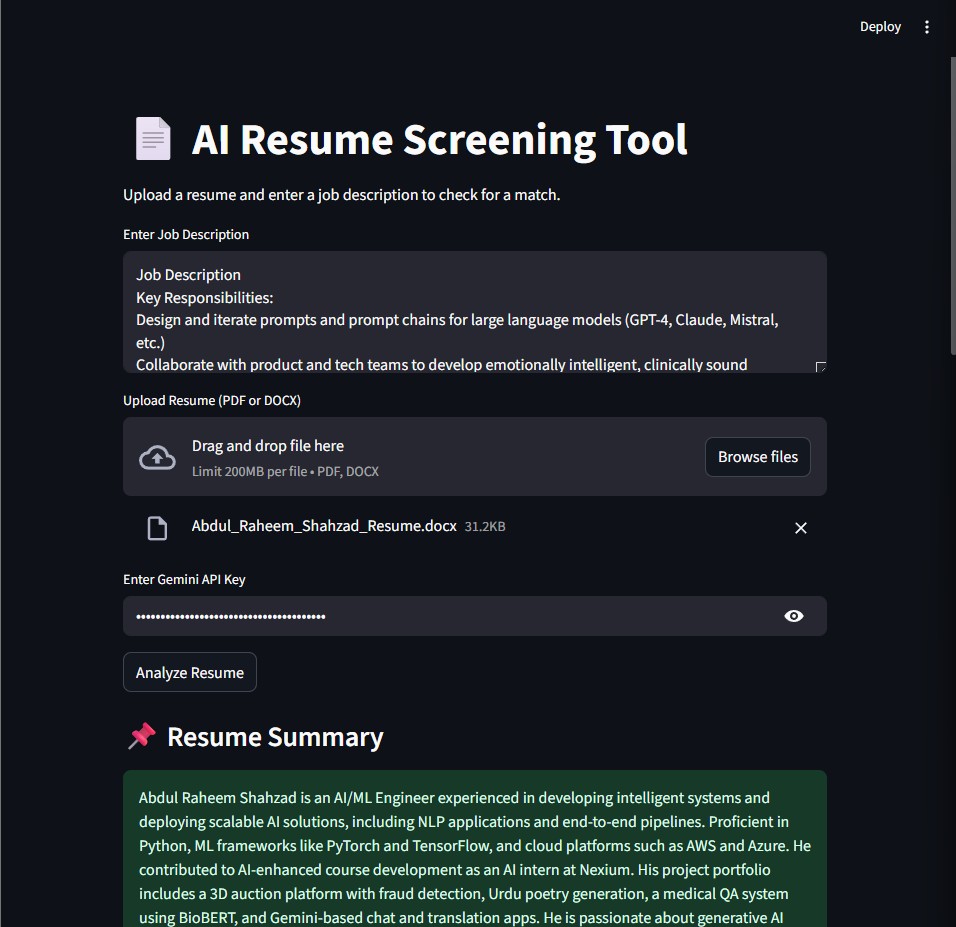 Deploy
AI Resume Screening Tool
Upload a resume and enter a job description to check for a match.
Enter Job Description
Job Description
Key Responsibilities:
Design and iterate prompts and prompt chains for large language models (GPT-4, Claude, Mistral,
etc.)
Collaborate with product and tech teams to develop emotionally intelligent, clinically sound
Upload Resume (PDF or DOCX)
Drag and drop file here
Limit 200MB per file • PDF, DOCX
Browse files
Abdul_Raheem_Shahzad_Resume.docx 31.2KB
Enter Gemini API Key
Analyze Resume
Resume Summary
Abdul Raheem Shahzad is an AI/ML Engineer experienced in developing intelligent systems and
deploying scalable AI solutions, including NLP applications and end-to-end pipelines. Proficient in
Python, ML frameworks like PyTorch and TensorFlow, and cloud platforms such as AWS and Azure. He
contributed to AI-enhanced course development as an AI intern at Nexium. His project portfolio
includes a 3D auction platform with fraud detection, Urdu poetry generation, a medical QA system
using BioBERT, and Gemini-based chat and translation apps. He is passionate about generative AI